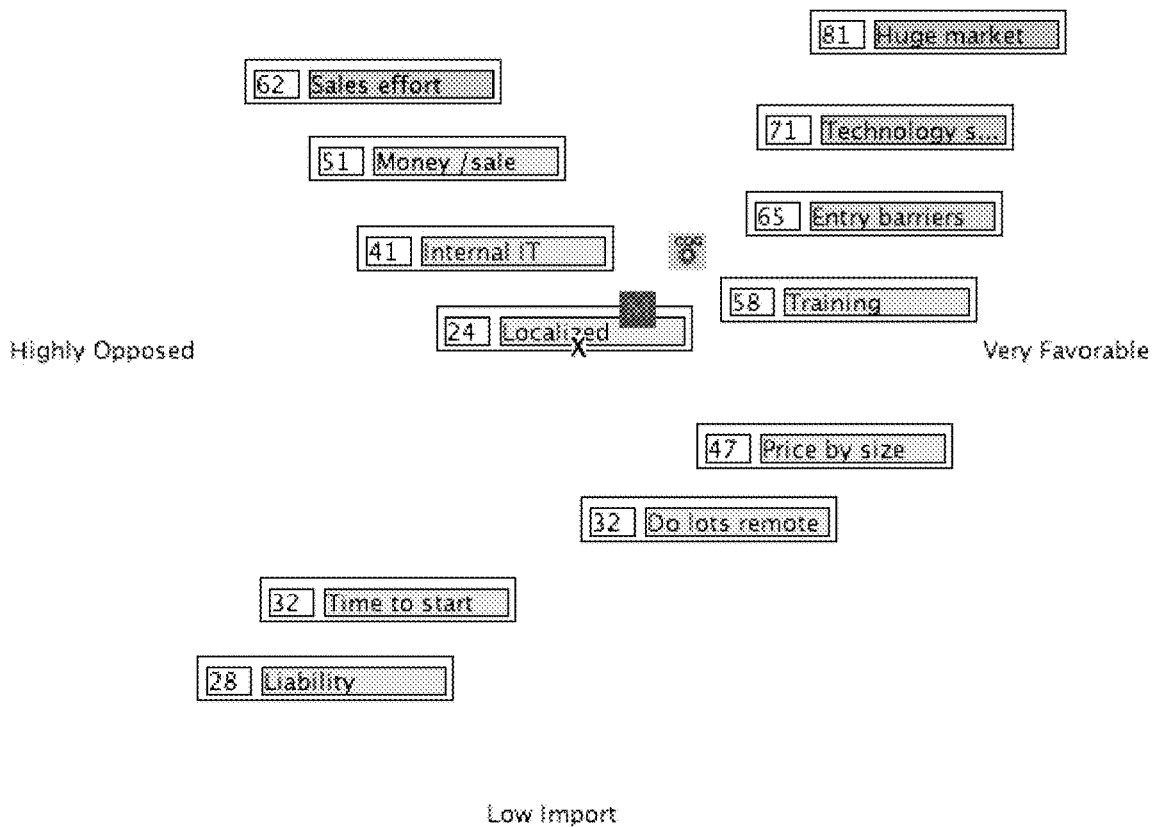 81 Huge market
62 Sales effort
71 Technology s...
51 Money /sale
65 Entry barriers
41 Internal IT
COG
58 Training
24 Localized
X
Highly Opposed
Very Favorable
47 Price by size
32 Do lots remote
32 Time to start
28 Liability
Low Import